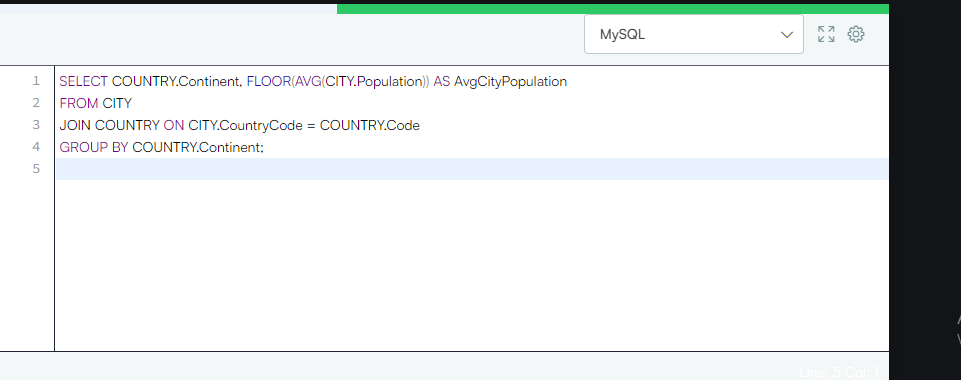 MySQL
1 SELECT COUNTRY.Continent, FLOOR(AVG(CITY.Population)) AS AvgCityPopulation
2 FROM CITY
3 JOIN COUNTRY ON CITY.CountryCode = COUNTRY.Code
4 GROUP BY COUNTRY.Continent;
5
Line: 5 Col: 1